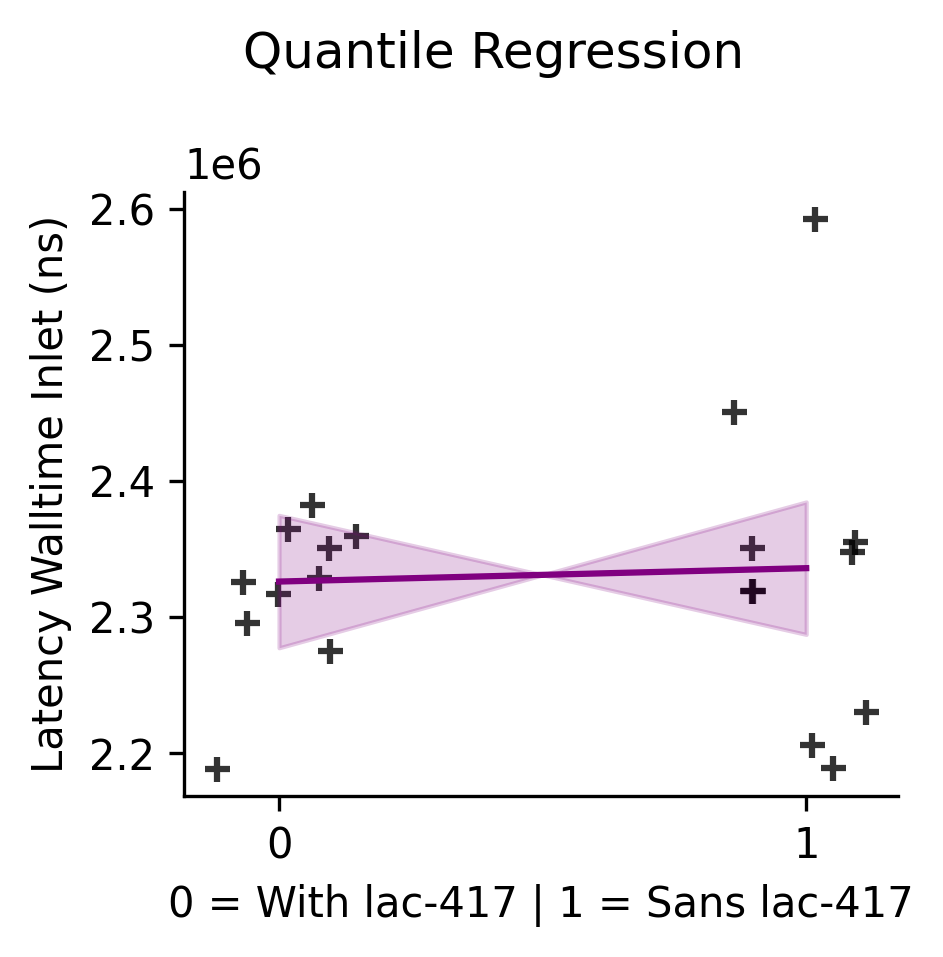 Quantile Regression
1e6
2.6
2.5
2.4
2.3
2.2
Latency Walltime Inlet (ns)
0 1
0 = With lac-417 | 1 = Sans lac-417